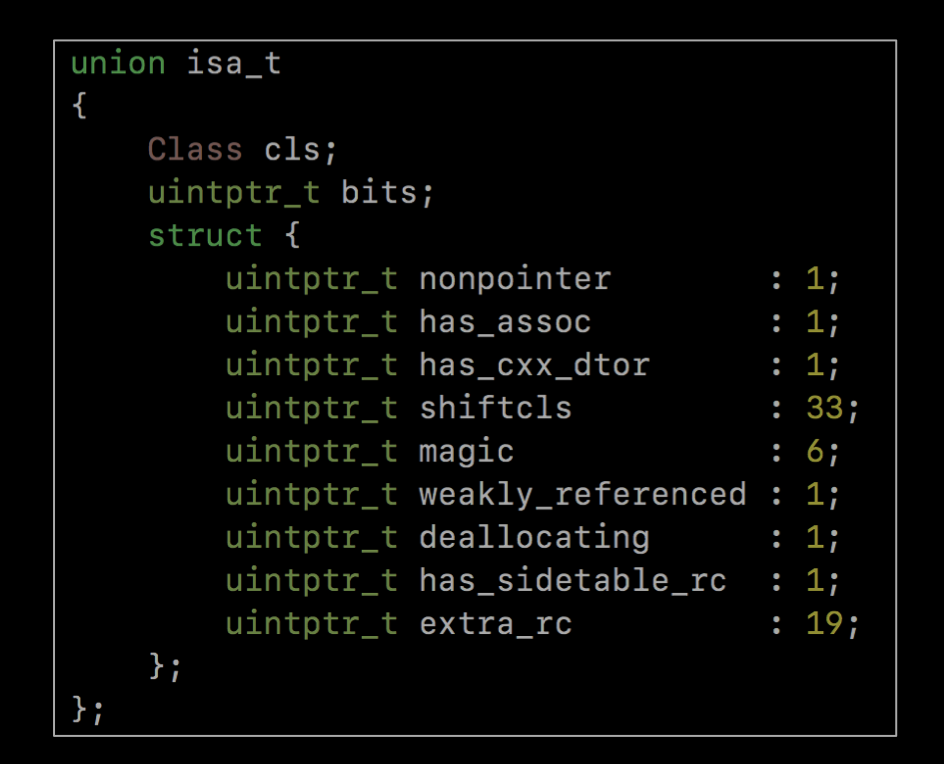 union isa_t
{
    Class cls;
    uintptr_t bits;
    struct {
        uintptr_t nonpointer        : 1;
        uintptr_t has_assoc         : 1;
        uintptr_t has_cxx_dtor      : 1;
        uintptr_t shiftcls          : 33;
        uintptr_t magic             : 6;
        uintptr_t weakly_referenced : 1;
        uintptr_t deallocating      : 1;
        uintptr_t has_sidetable_rc  : 1;
        uintptr_t extra_rc          : 19;
    };
};